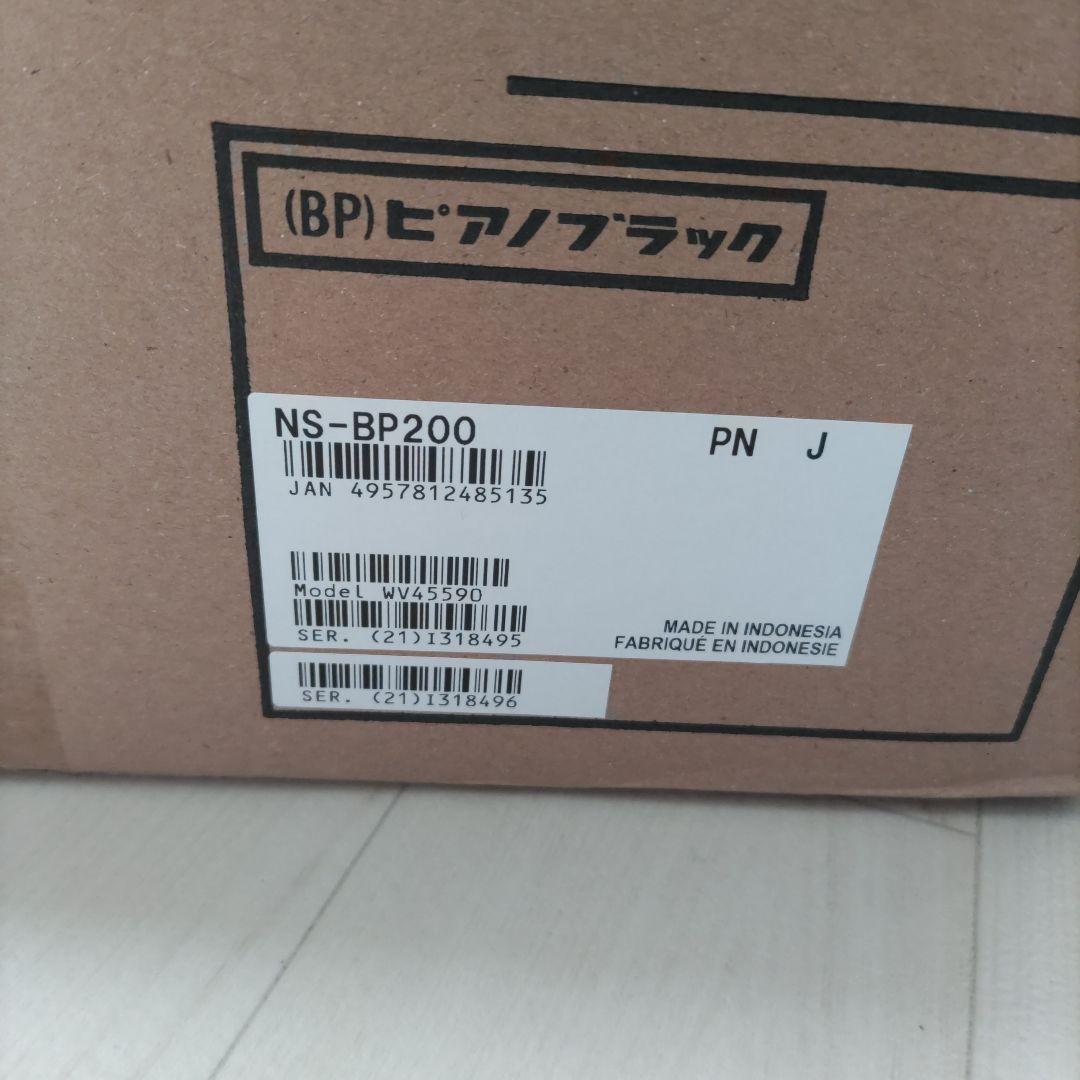 (BP)ピアノブラック
NS-BP200 PN J
JAN 4957812485135
Model WV45590
SER. (21)I318495
MADE IN INDONESIA
FABRIQUÉ EN INDONESIE
SER. (21)I318496